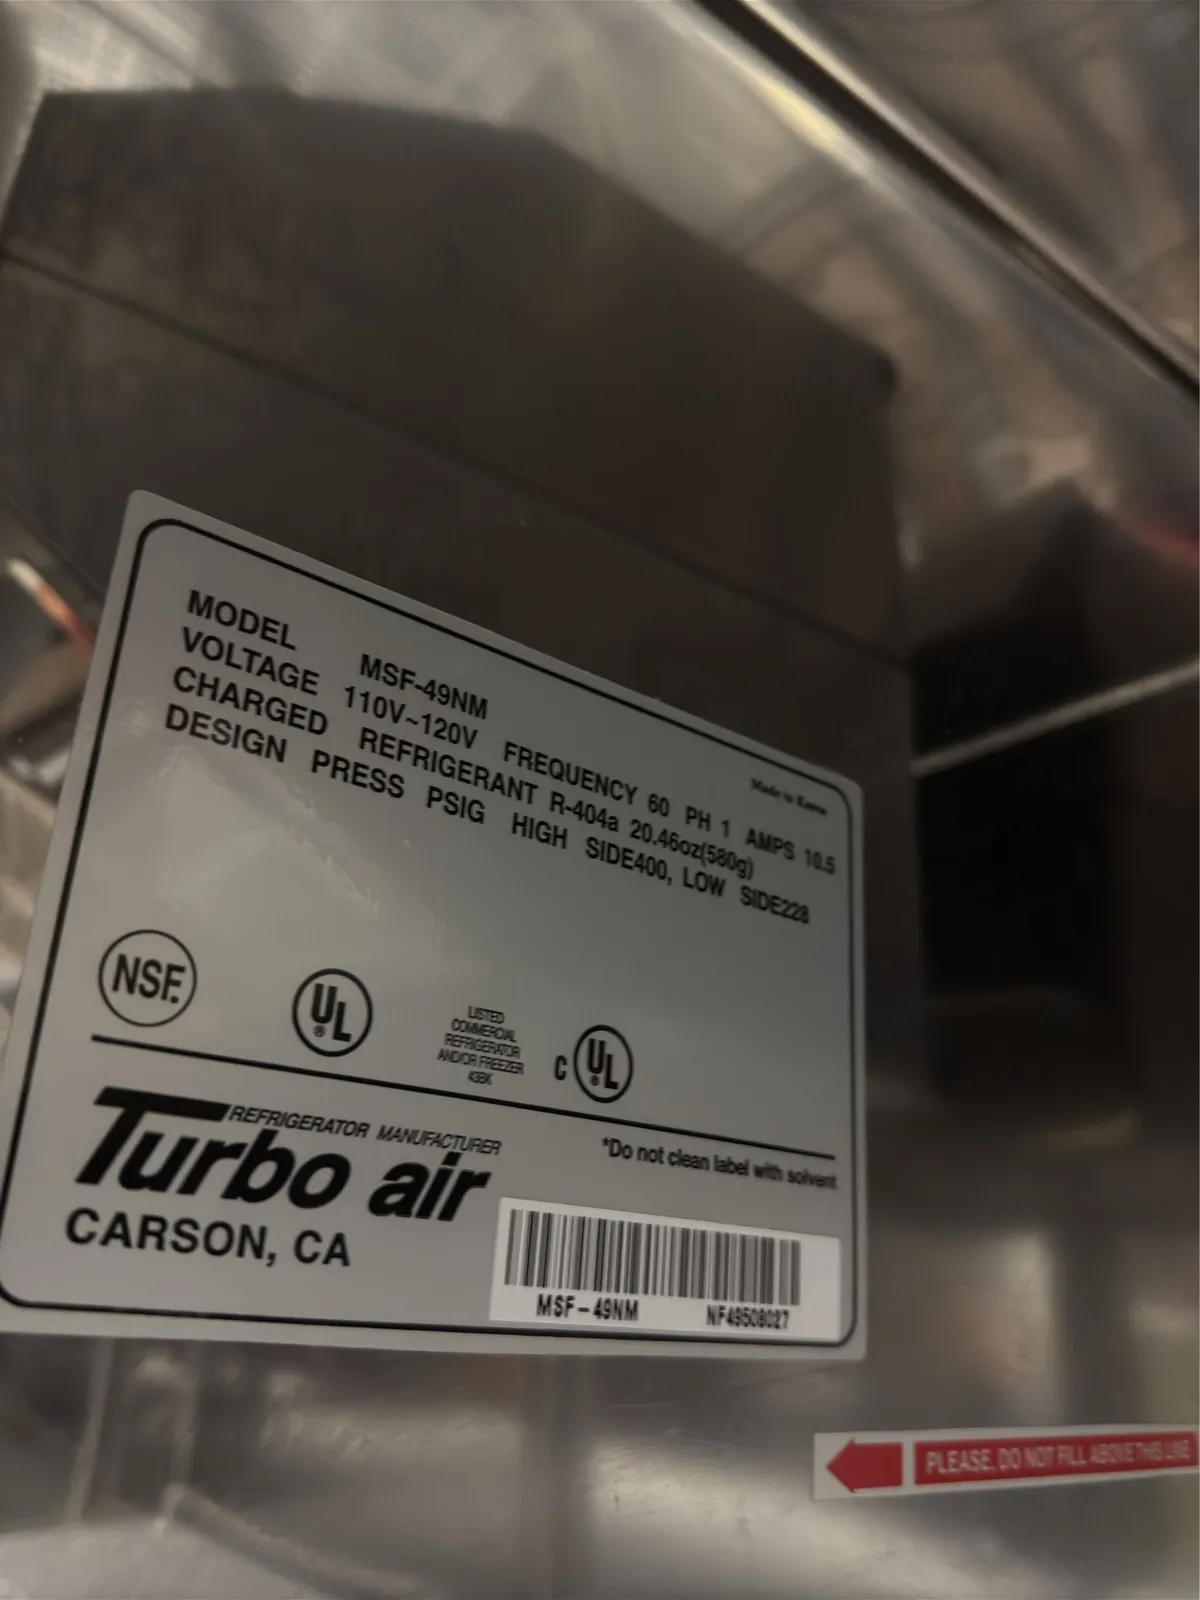 Made in Korea
MODEL MSF-49NM
VOLTAGE 110V~120V FREQUENCY 60 PH 1 AMPS 10.5
CHARGED REFRIGERANT R-404a 20.46oz(580g)
DESIGN PRESS PSIG HIGH SIDE400, LOW SIDE228
NSF.
UL
®
LISTED
COMMERCIAL
REFRIGERATOR
AND/OR FREEZER
43BK
C UL
®
*Do not clean label with solvent
REFRIGERATOR MANUFACTURER
Turbo air
CARSON, CA
MSF-49NM NF49508027
PLEASE, DO NOT FILL ABOVE THIS LINE